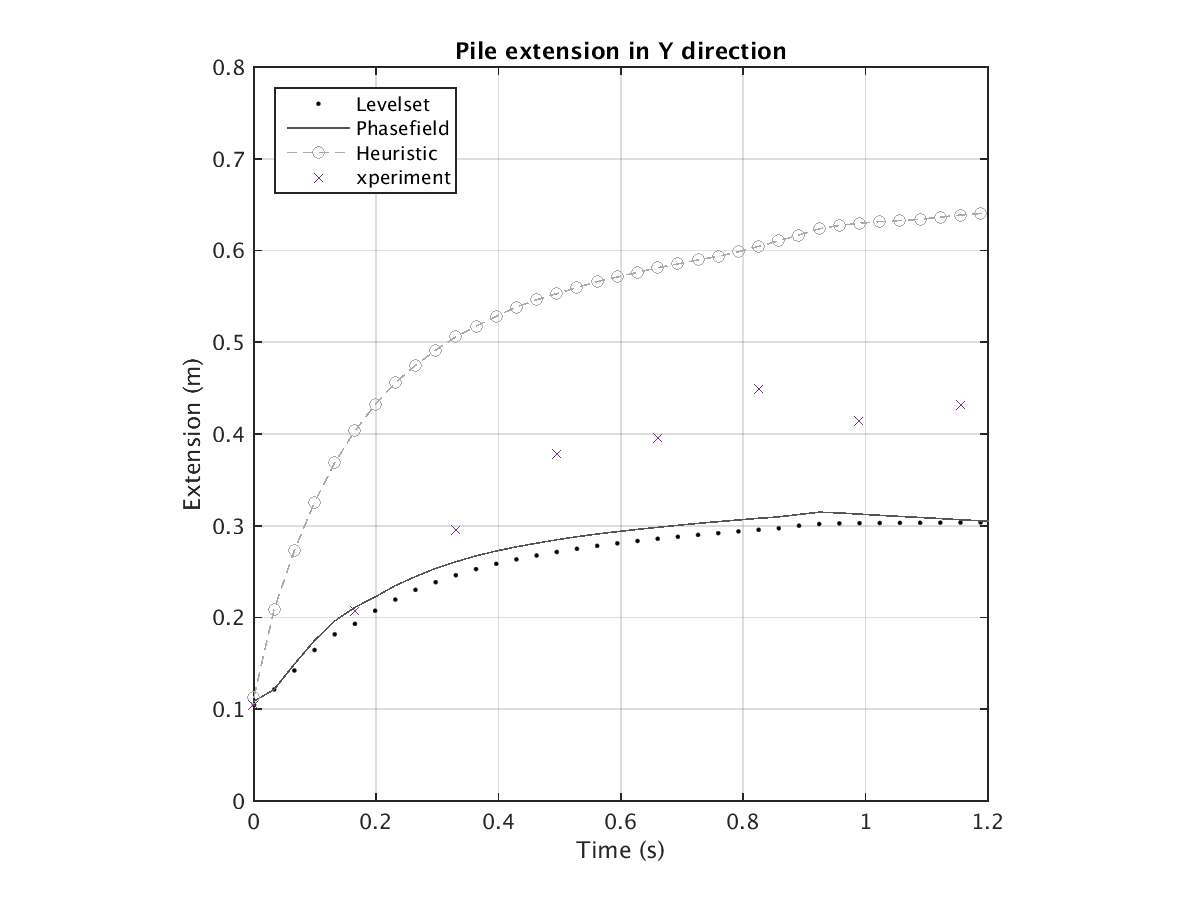 Pile extension in Y direction
0.8
0.7
0.6
0.5
0.4
0.3
0.2
0.1
0
Extension (m)
Levelset
Phasefield
Heuristic
xperiment
0 0.2 0.4 0.6 0.8 1 1.2
Time (s)